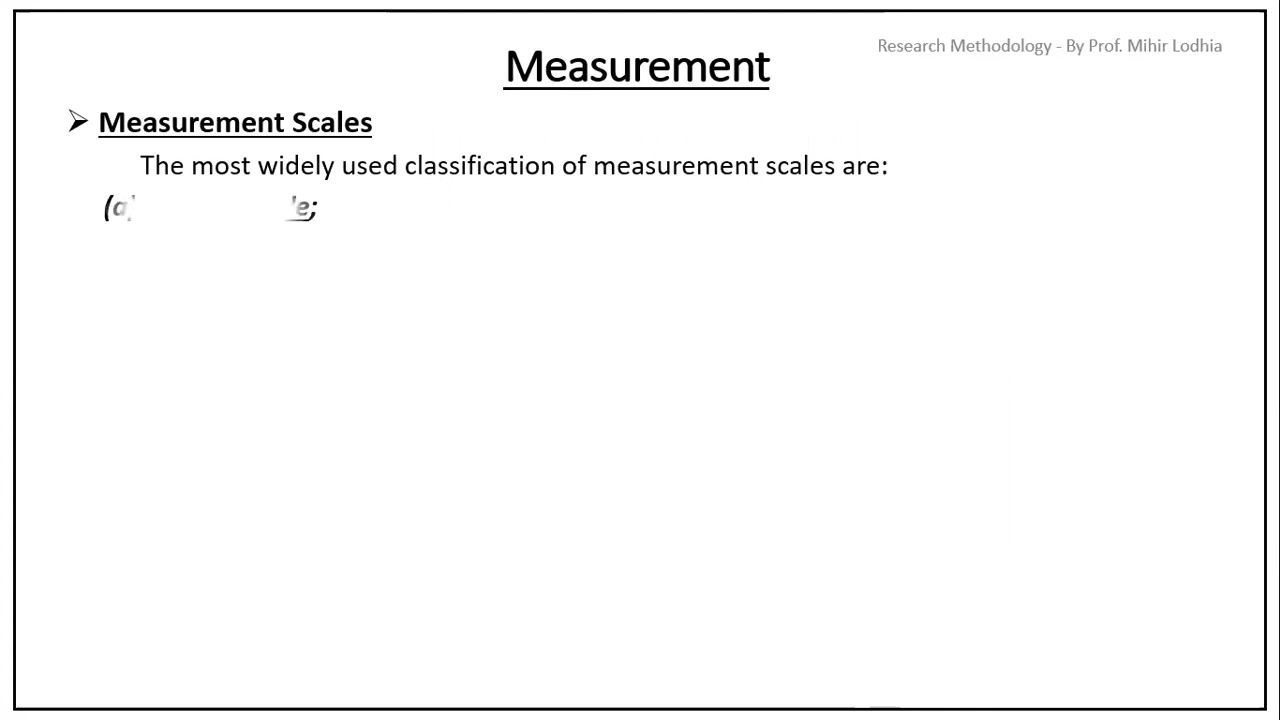 Research Methodology - By Prof. Mihir Lodhia
Measurement
➢ Measurement Scales
The most widely used classification of measurement scales are:
(a)